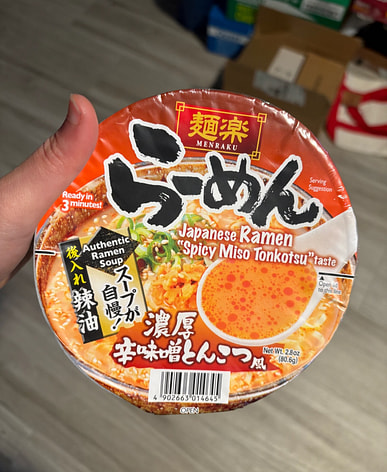 麺楽
MENRAKU
らーめん
Serving
Suggestion
Ready in
3 minutes!
Japanese Ramen
"Spicy Miso Tonkotsu" taste
Authentic
Ramen
Soup
スープが
自慢!
後入れ 辣油
濃厚
辛味噌とんこつ風
Net Wt. 2.8oz
(80.6g)
4 902663 014645
OPEN